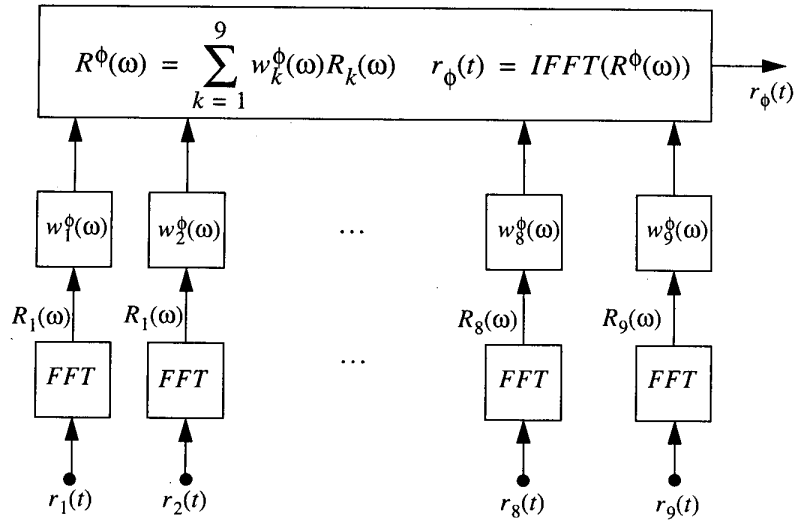 R^ϕ(ω) = ∑_{k = 1}^{9} w_k^ϕ(ω)R_k(ω) r_ϕ(t) = IFFT(R^ϕ(ω))
r_ϕ(t)
w_1^ϕ(ω) w_2^ϕ(ω) ... w_8^ϕ(ω) w_9^ϕ(ω)
R_1(ω) R_1(ω) R_8(ω) R_9(ω)
FFT FFT ... FFT FFT
r_1(t) r_2(t) r_8(t) r_9(t)